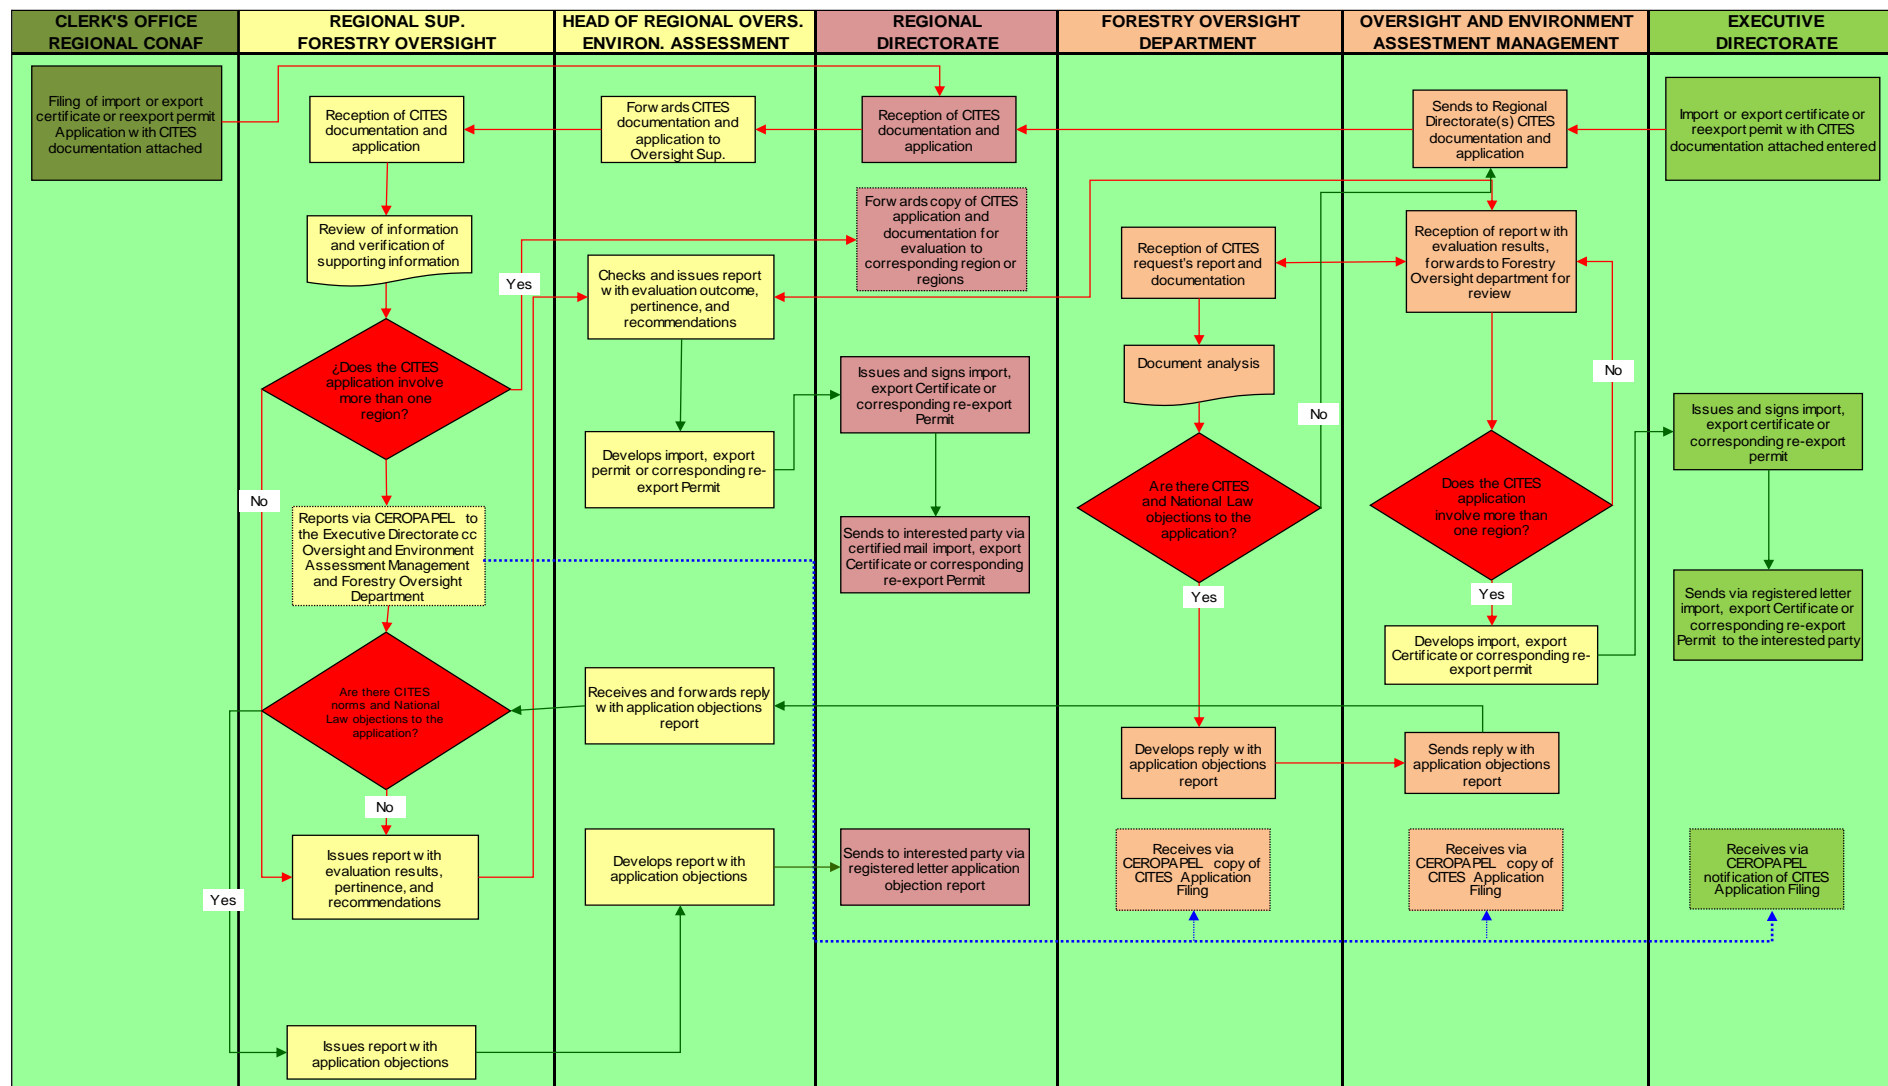 CLERK'S OFFICE
REGIONAL CONAF
REGIONAL SUP.
FORESTRY OVERSIGHT
HEAD OF REGIONAL OVERS.
ENVIRON. ASSESSMENT
REGIONAL
DIRECTORATE
FORESTRY OVERSIGHT
DEPARTMENT
OVERSIGHT AND ENVIRONMENT
ASSESTMENT MANAGEMENT
EXECUTIVE
DIRECTORATE
Filing of import or export
certificate or reexport permit
Application with CITES
documentation attached
Reception of CITES
documentation and
application
Forwards CITES
documentation and
application to
Oversight Sup.
Reception of CITES
documentation and
application
Sends to Regional
Directorate(s) CITES
documentation and
application
Import or export certificate or
reexport pemit with CITES
documentation attached entered
Review of information
and verification of
supporting information
Forwards copy of CITES
application and
documentation for
evaluation to
corresponding region or
regions
Reception of CITES
request's report and
documentation
Reception of report with
evaluation results,
forwards to Forestry
Oversight department for
review
Checks and issues report
with evaluation outcome,
pertinence, and
recommendations
Yes
¿Does the CITES
application involve
more than one
region?
Document analysis
No
Issues and signs import,
export Certificate or
corresponding re-export
Permit
No
Issues and signs import,
export certificate or
corresponding re-export
permit
Develops import, export
permit or corresponding re-
export Permit
No
Are there CITES
and National Law
objections to the
application?
Does the CITES
application
involve more than
one region?
Reports via CEROPAPEL to
the Executive Directorate cc
Oversight and Environment
Assessment Management
and Forestry Oversight
Department
Sends to interested party via
certified mail import, export
Certificate or corresponding
re-export Permit
Yes
Yes
Sends via registered letter
import, export Certificate or
corresponding re-export
Permit to the interested party
Develops import, export
Certificate or corresponding re-
export permit
Are there CITES
norms and National
Law objections to the
application?
Receives and forwards reply
with application objections
report
Develops reply with
application objections
report
Sends reply with
application objections
report
No
Issues report with
evaluation results,
pertinence, and
recommendations
Develops report with
application objections
Sends to interested party via
registered letter application
objection report
Receives via
CEROPAPEL copy of
CITES Application
Filing
Receives via
CEROPAPEL copy of
CITES Application
Filing
Receives via
CEROPAPEL
notification of CITES
Application Filing
Yes
Issues report with
application objections